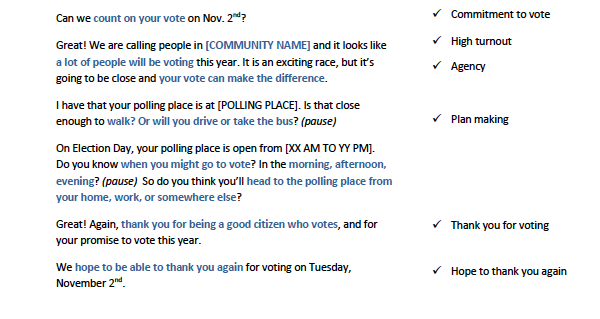 Can we count on your vote on Nov. 2nd?
✓ Commitment to vote
Great! We are calling people in [COMMUNITY NAME] and it looks like
✓ High turnout
a lot of people will be voting this year. It is an exciting race, but it's
✓ Agency
going to be close and your vote can make the difference.
I have that your polling place is at [POLLING PLACE]. Is that close
enough to walk? Or will you drive or take the bus? (pause)
✓ Plan making
On Election Day, your polling place is open from [XX AM TO YY PM].
Do you know when you might go to vote? In the morning, afternoon,
evening? (pause) So do you think you'll head to the polling place from
your home, work, or somewhere else?
Great! Again, thank you for being a good citizen who votes, and for
✓ Thank you for voting
your promise to vote this year.
We hope to be able to thank you again for voting on Tuesday,
✓ Hope to thank you again
November 2nd.